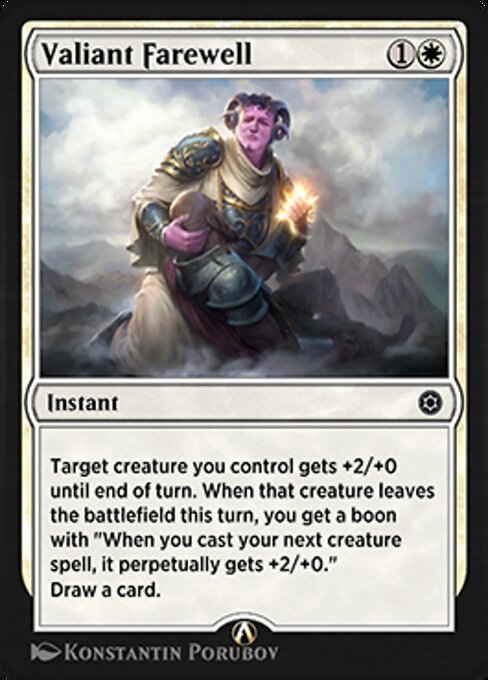 Valiant Farewell 1
Instant
Target creature you control gets +2/+0
until end of turn. When that creature leaves
the battlefield this turn, you get a boon
with "When you cast your next creature
spell, it perpetually gets +2/+0."
Draw a card.
Konstantin Porubov